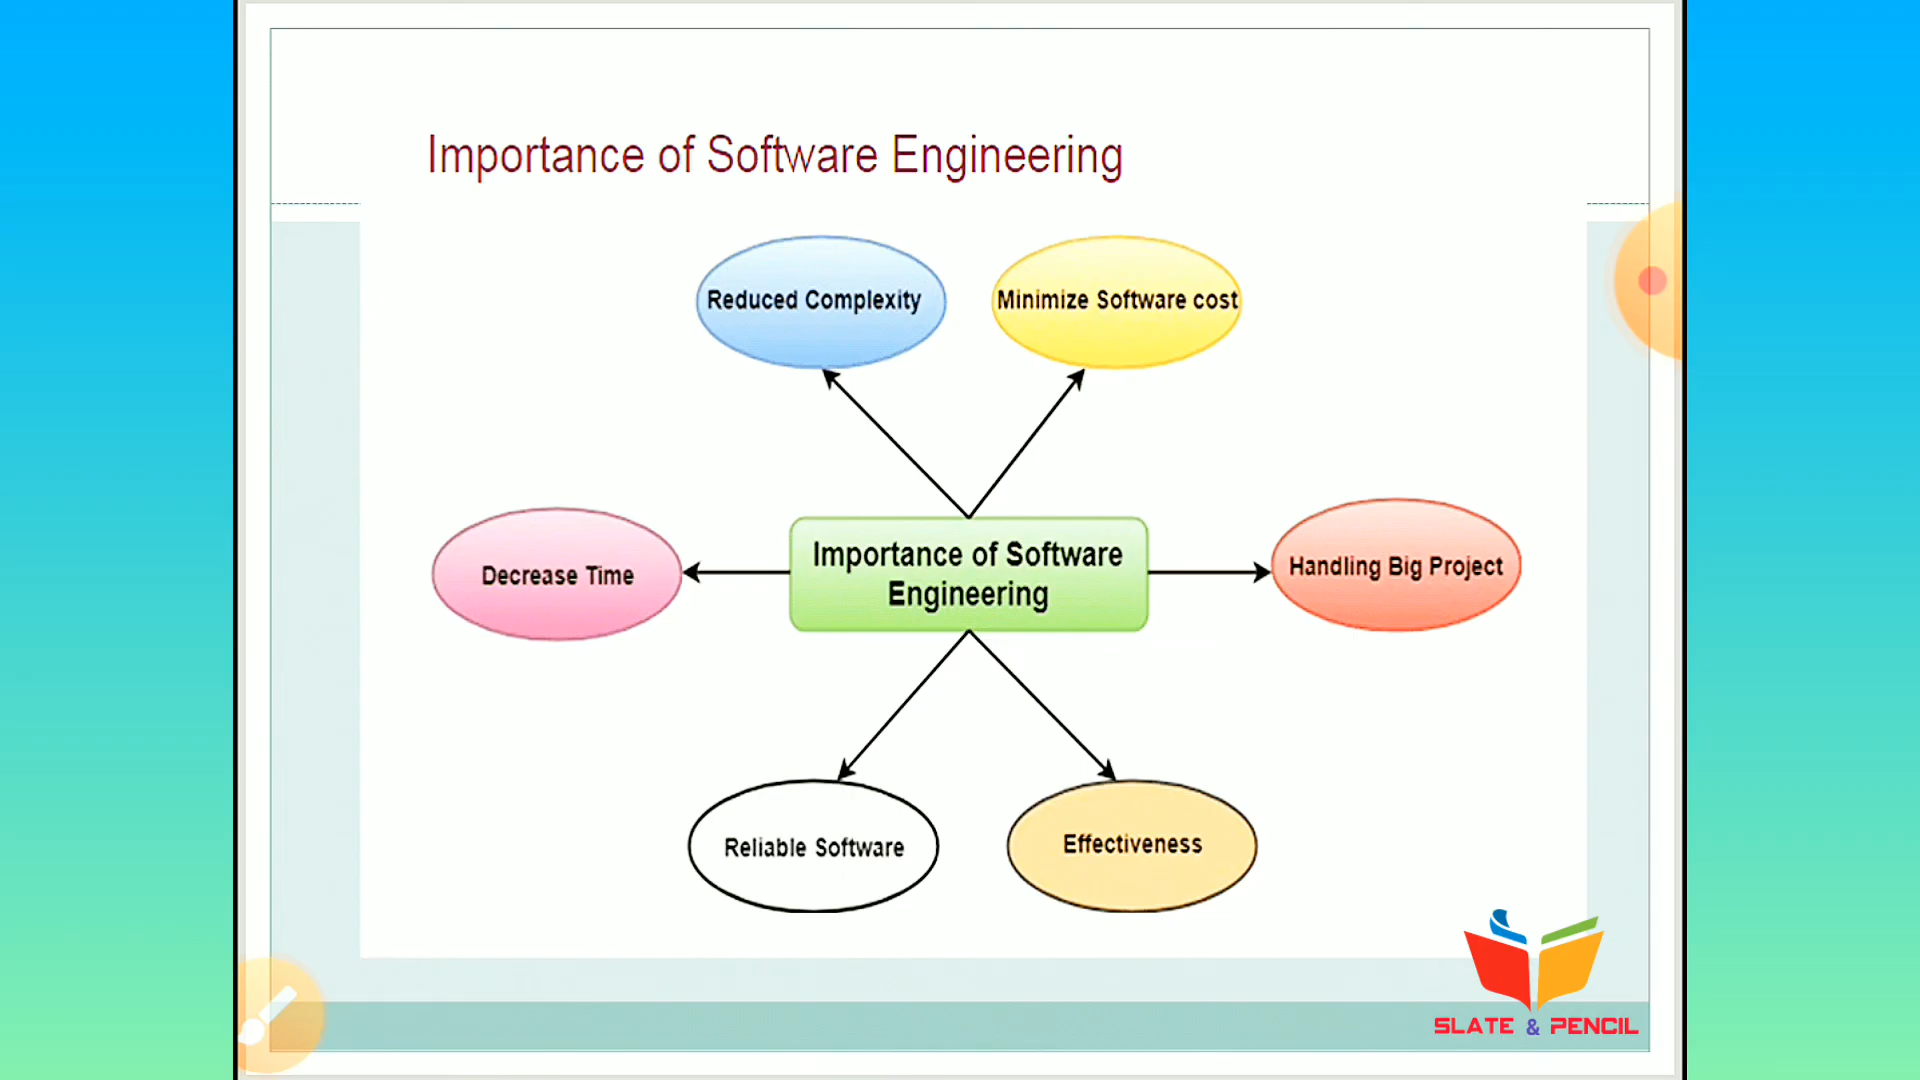 Importance of Software Engineering
Reduced Complexity
Minimize Software cost
Decrease Time
Importance of Software
Engineering
Handling Big Project
Reliable Software
Effectiveness
SLATE & PENCIL